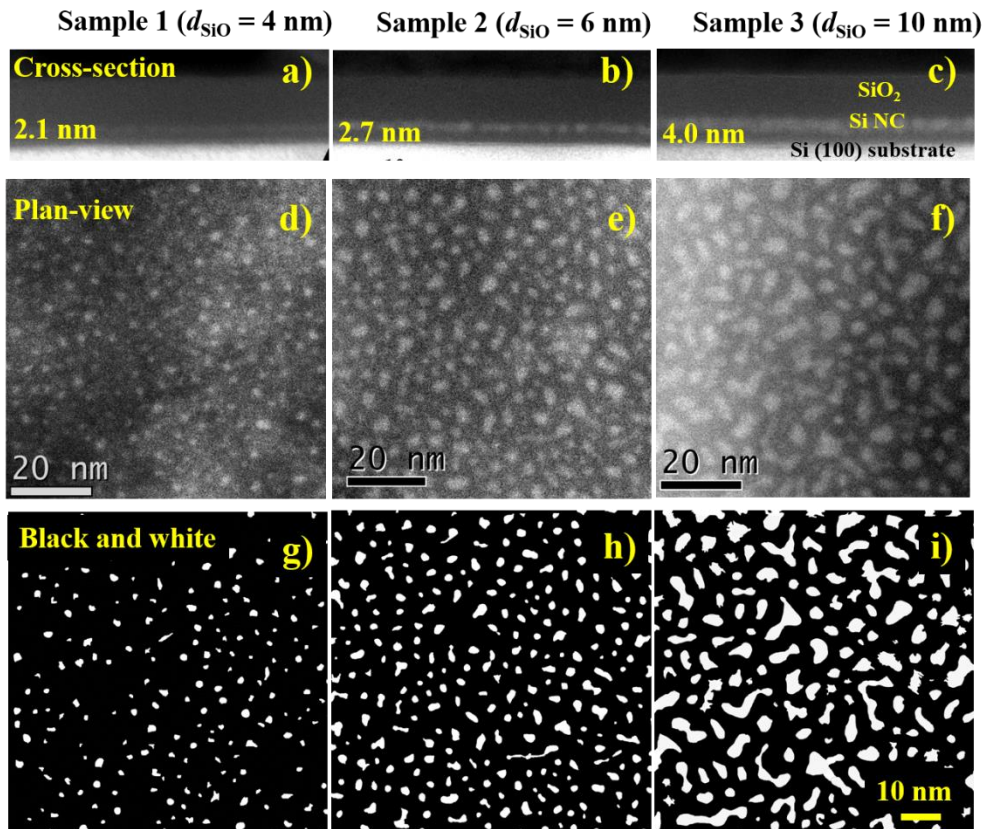 Sample 1 (dSiO = 4 nm)
Sample 2 (dSiO = 6 nm)
Sample 3 (dSiO = 10 nm)
Cross-section
a)
b)
c)
2.1 nm
2.7 nm
4.0 nm
SiO2
Si NC
Si (100) substrate
Plan-view
d)
e)
f)
20 nm
20 nm
20 nm
Black and white
g)
h)
i)
10 nm